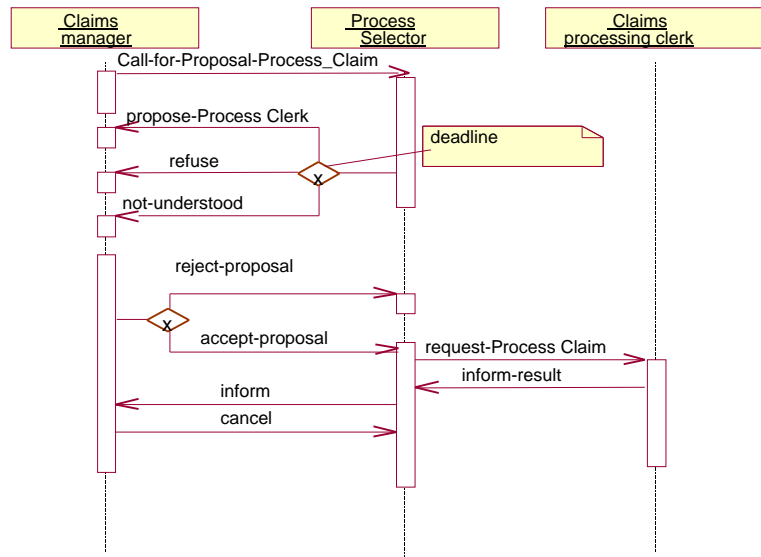 Claims
manager
Process
Selector
Claims
processing clerk
Call-for-Proposal-Process_Claim
propose-Process Clerk
deadline
refuse
X
not-understood
reject-proposal
X
accept-proposal
request-Process Claim
inform-result
inform
cancel